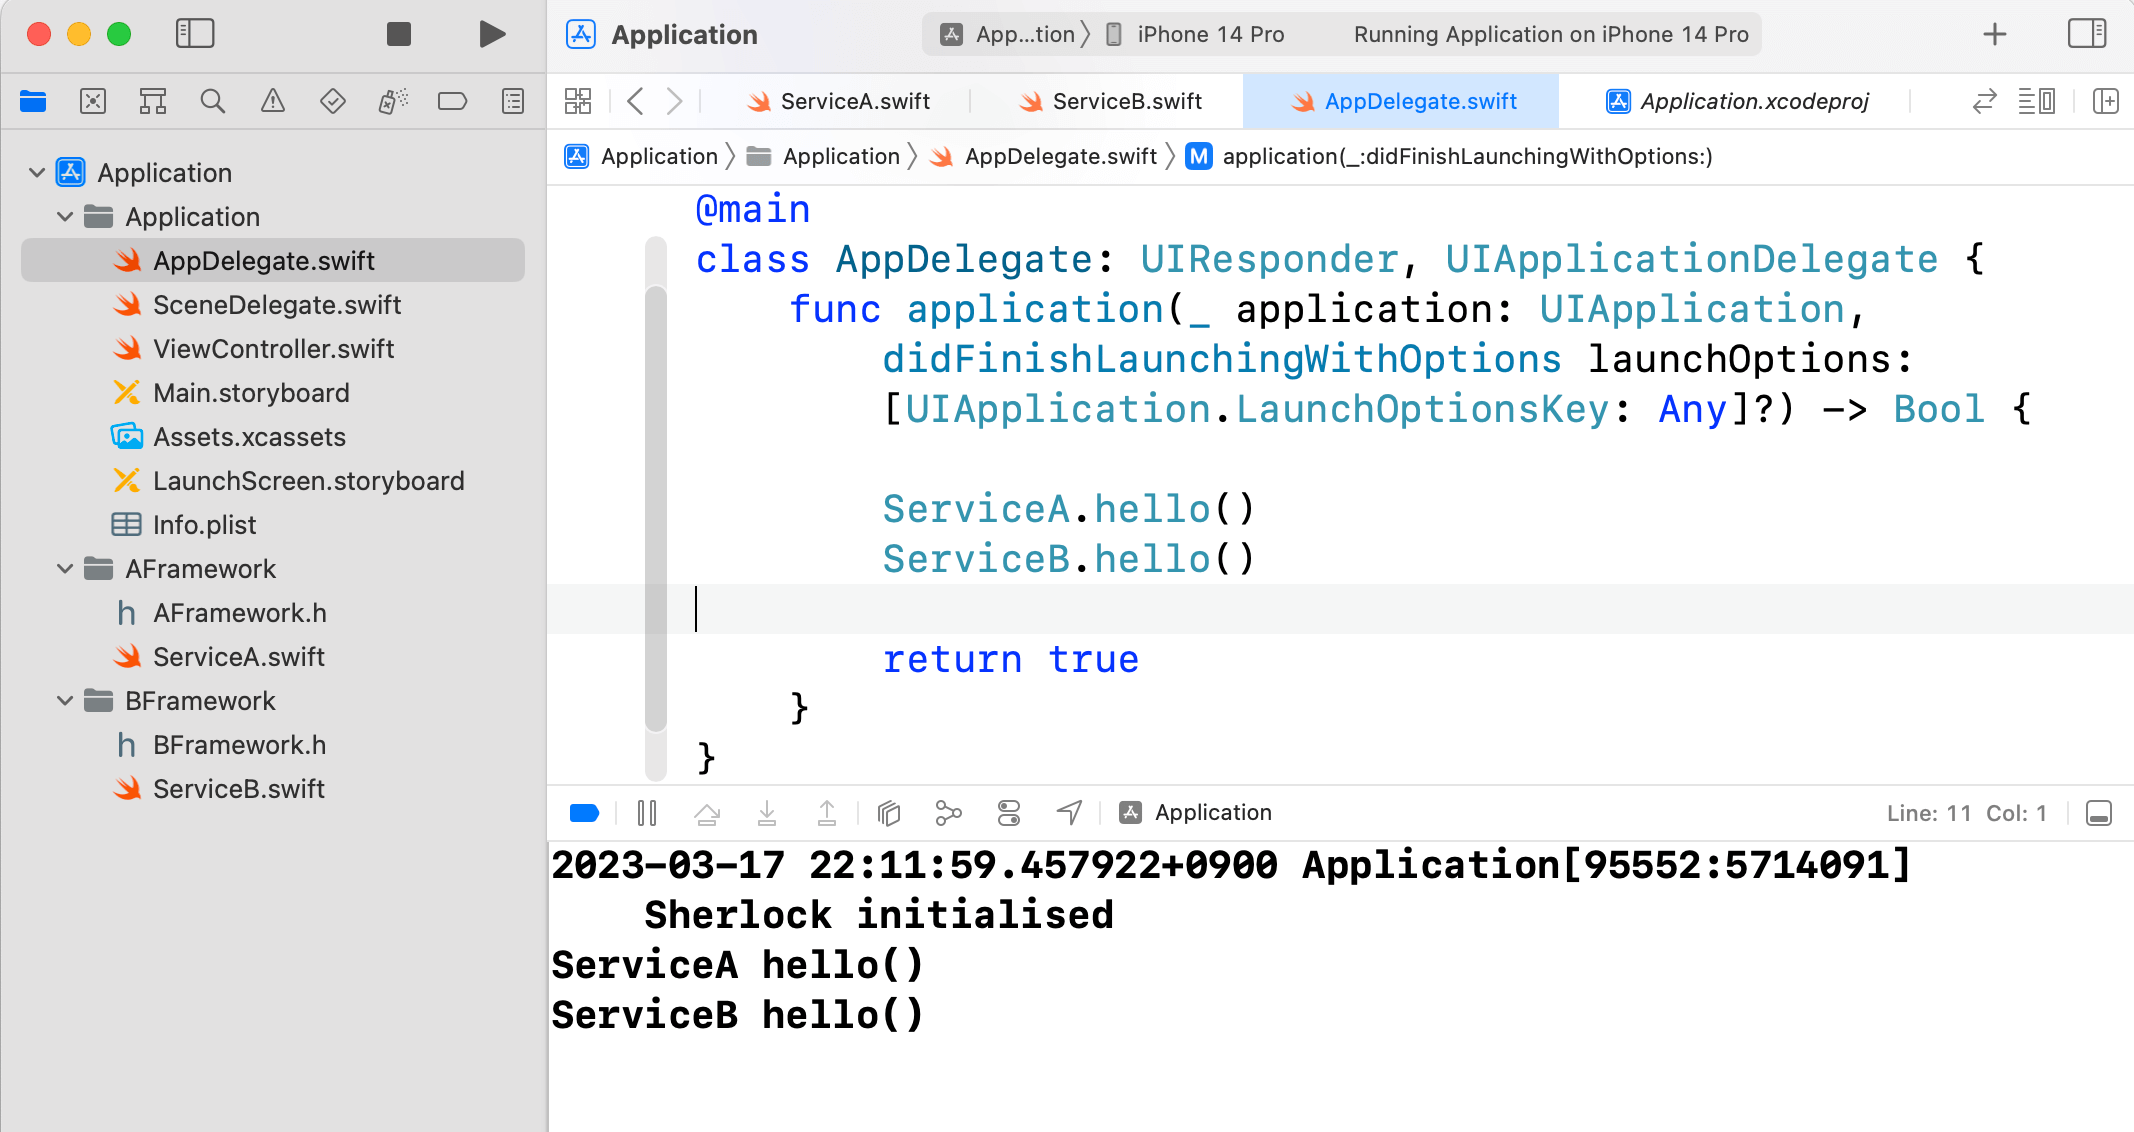 Application
App...tion 〉 iPhone 14 Pro
Running Application on iPhone 14 Pro
ServiceA.swift
ServiceB.swift
AppDelegate.swift
Application.xcodeproj
Application 〉 Application 〉 AppDelegate.swift 〉 M application(_:didFinishLaunchingWithOptions:)
Application
Application
AppDelegate.swift
SceneDelegate.swift
ViewController.swift
Main.storyboard
Assets.xcassets
LaunchScreen.storyboard
Info.plist
AFramework
h AFramework.h
ServiceA.swift
BFramework
h BFramework.h
ServiceB.swift
@main
class AppDelegate: UIResponder, UIApplicationDelegate {
func application(_ application: UIApplication,
didFinishLaunchingWithOptions launchOptions:
[UIApplication.LaunchOptionsKey: Any]?) -> Bool {
ServiceA.hello()
ServiceB.hello()
return true
}
}
Application
Line: 11 Col: 1
2023-03-17 22:11:59.457922+0900 Application[95552:5714091]
Sherlock initialised
ServiceA hello()
ServiceB hello()